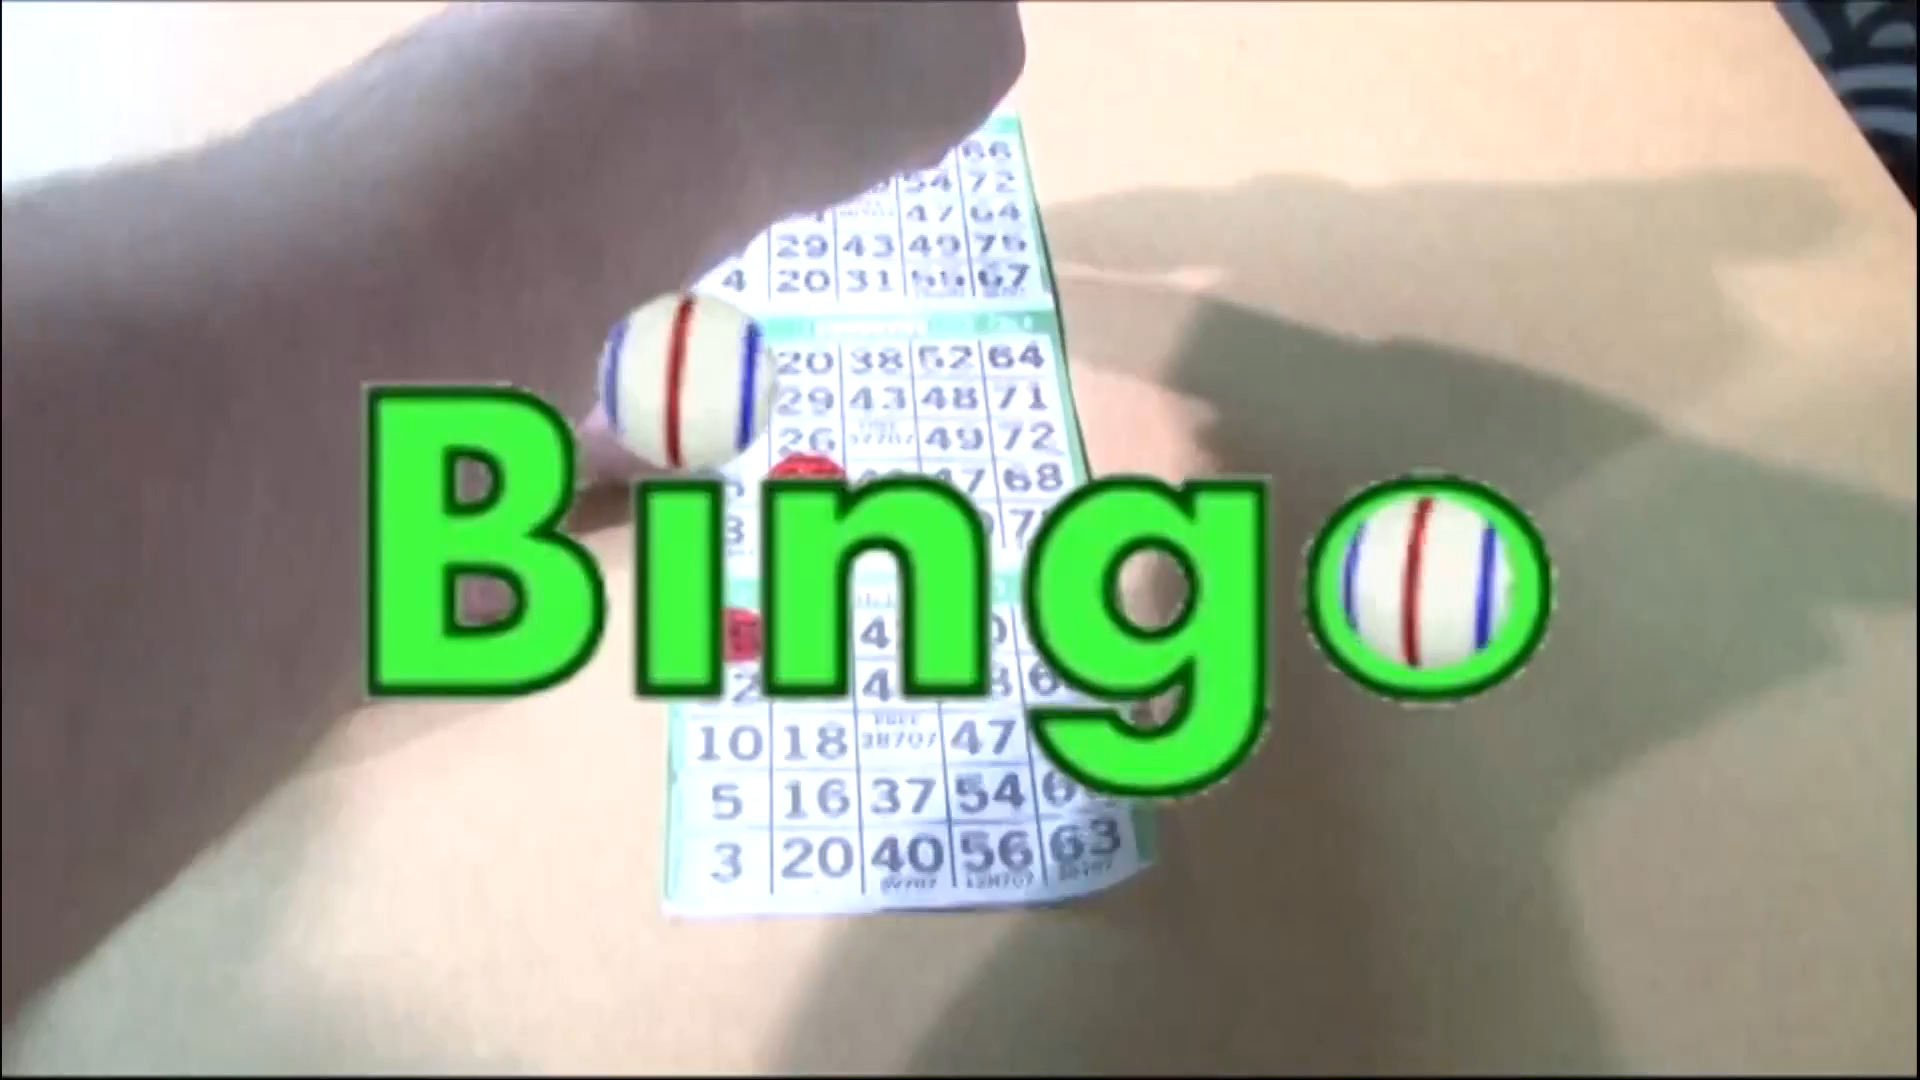 66
54 72
47 64
29 43 49 75
4 20 31 55 67
20 38 52 64
29 43 48 71
26 49 72
47 68
Bingo
10 18 38707 47
5 16 37 54
3 20 40 56 63